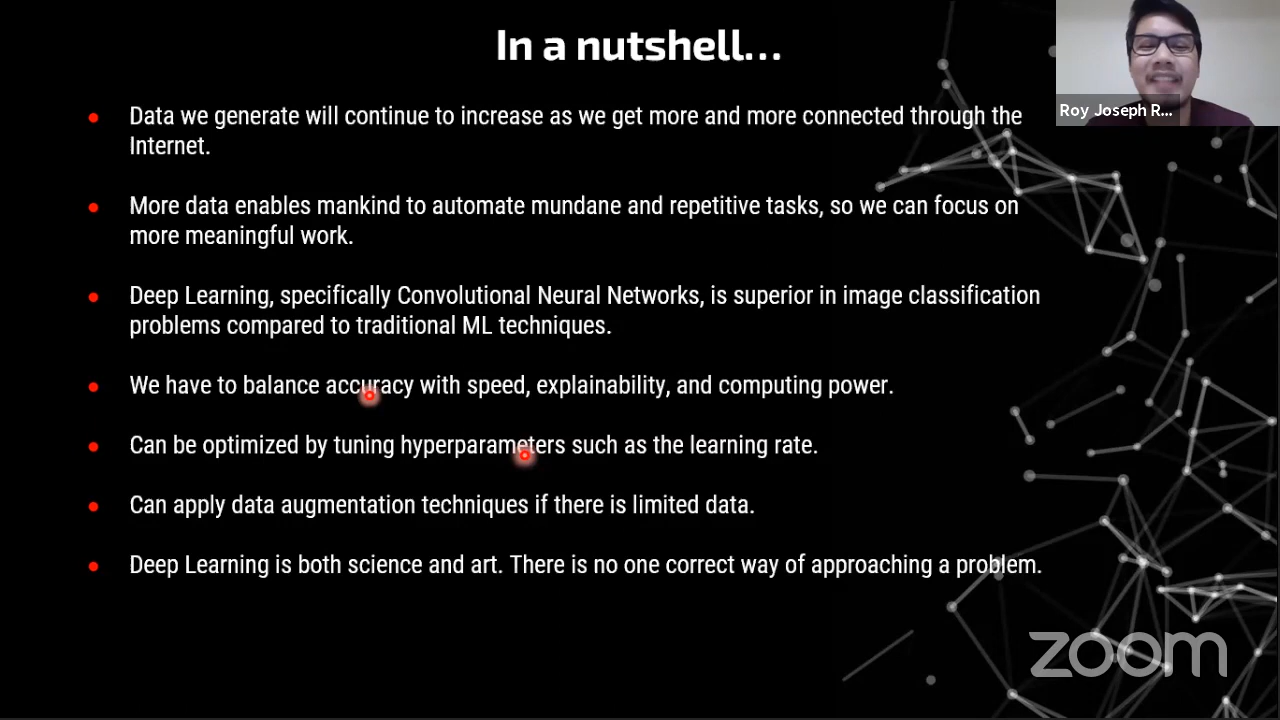 In a nutshell...
Roy Joseph R...
Data we generate will continue to increase as we get more and more connected through the
Internet.
More data enables mankind to automate mundane and repetitive tasks, so we can focus on
more meaningful work.
Deep Learning, specifically Convolutional Neural Networks, is superior in image classification
problems compared to traditional ML techniques.
We have to balance accuracy with speed, explainability, and computing power.
Can be optimized by tuning hyperparameters such as the learning rate.
Can apply data augmentation techniques if there is limited data.
Deep Learning is both science and art. There is no one correct way of approaching a problem.
zoom